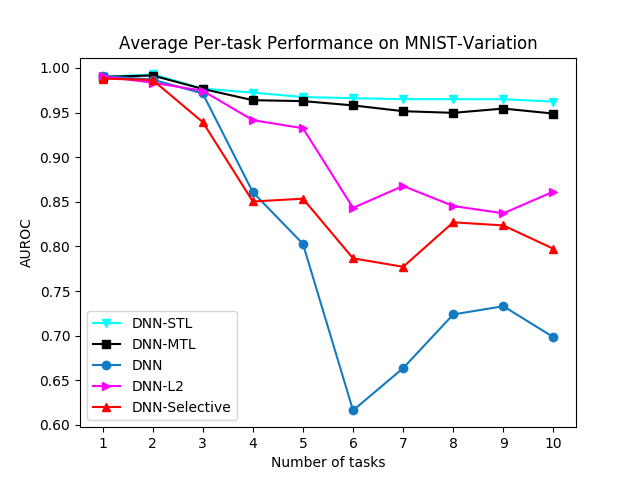 Average Per-task Performance on MNIST-Variation
1.00
0.95
0.90
0.85
0.80
0.75
0.70
0.65
0.60
AUROC
DNN-STL
DNN-MTL
DNN
DNN-L2
DNN-Selective
1 2 3 4 5 6 7 8 9 10
Number of tasks